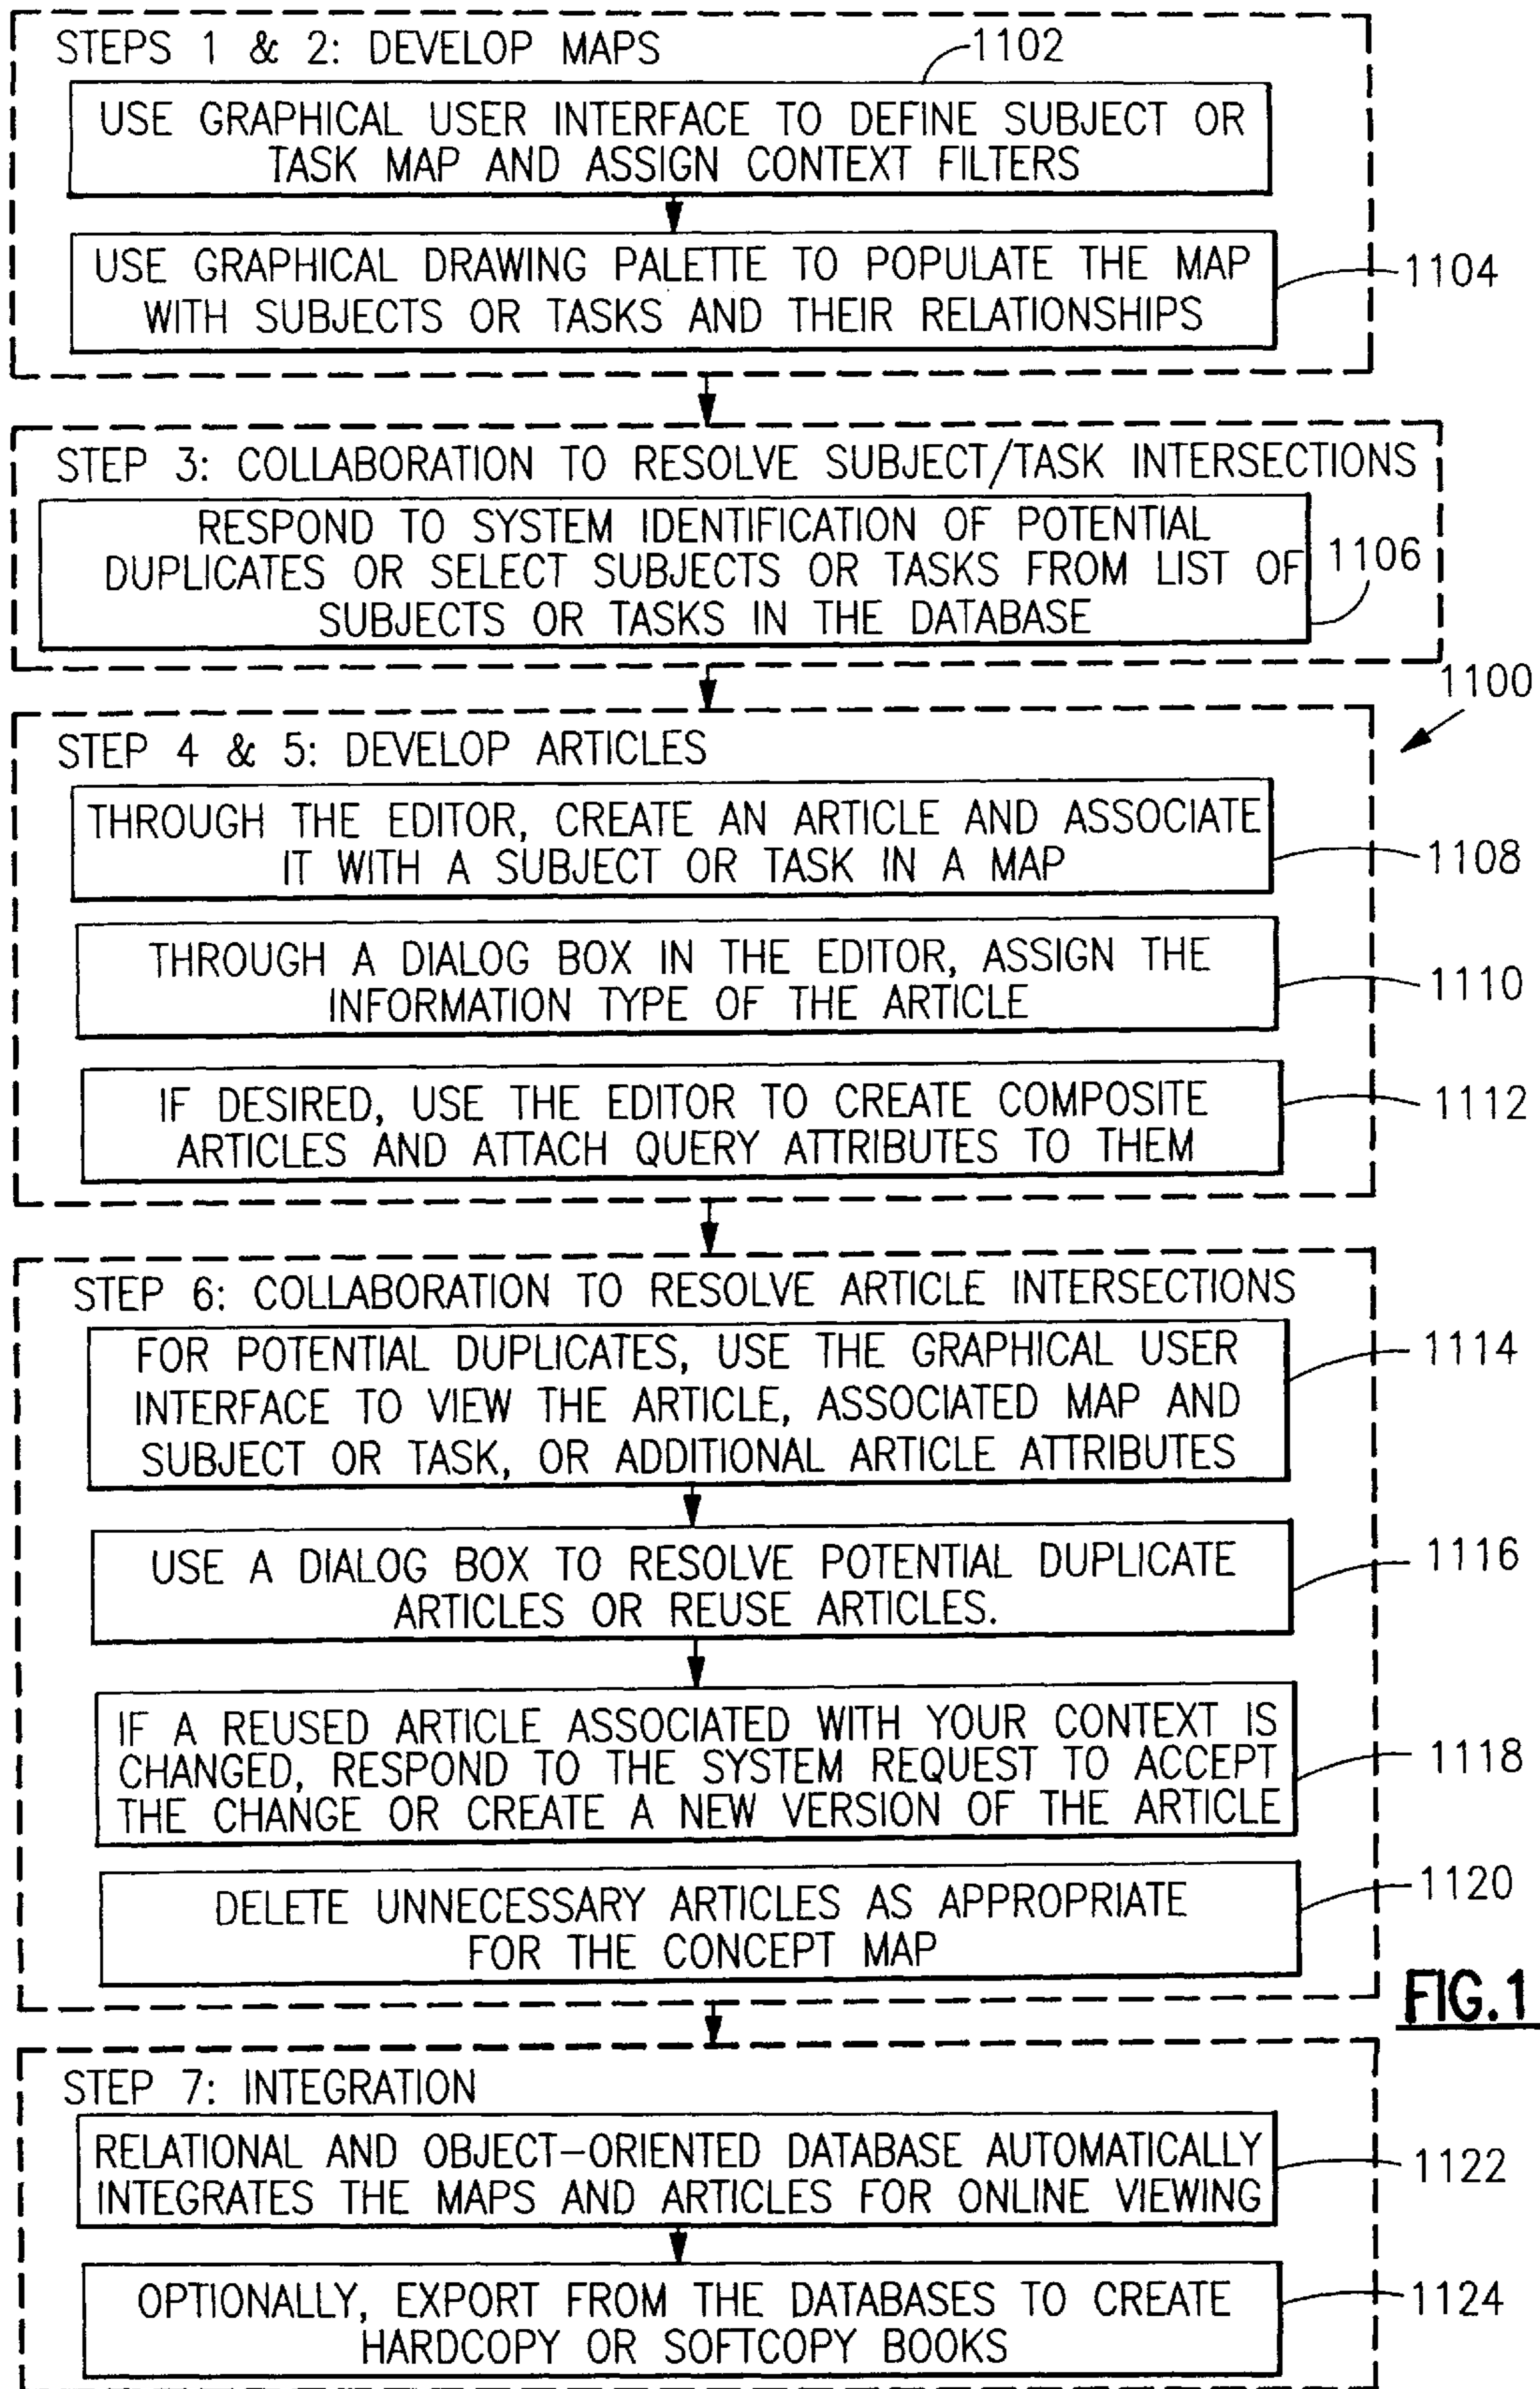 STEPS 1 & 2: DEVELOP MAPS
1102
USE GRAPHICAL USER INTERFACE TO DEFINE SUBJECT OR
TASK MAP AND ASSIGN CONTEXT FILTERS
USE GRAPHICAL DRAWING PALETTE TO POPULATE THE MAP
WITH SUBJECTS OR TASKS AND THEIR RELATIONSHIPS
1104
STEP 3: COLLABORATION TO RESOLVE SUBJECT/TASK INTERSECTIONS
RESPOND TO SYSTEM IDENTIFICATION OF POTENTIAL
DUPLICATES OR SELECT SUBJECTS OR TASKS FROM LIST OF
SUBJECTS OR TASKS IN THE DATABASE
1106
1100
STEP 4 & 5: DEVELOP ARTICLES
THROUGH THE EDITOR, CREATE AN ARTICLE AND ASSOCIATE
IT WITH A SUBJECT OR TASK IN A MAP
1108
THROUGH A DIALOG BOX IN THE EDITOR, ASSIGN THE
INFORMATION TYPE OF THE ARTICLE
1110
IF DESIRED, USE THE EDITOR TO CREATE COMPOSITE
ARTICLES AND ATTACH QUERY ATTRIBUTES TO THEM
1112
STEP 6: COLLABORATION TO RESOLVE ARTICLE INTERSECTIONS
FOR POTENTIAL DUPLICATES, USE THE GRAPHICAL USER
INTERFACE TO VIEW THE ARTICLE, ASSOCIATED MAP AND
SUBJECT OR TASK, OR ADDITIONAL ARTICLE ATTRIBUTES
1114
USE A DIALOG BOX TO RESOLVE POTENTIAL DUPLICATE
ARTICLES OR REUSE ARTICLES.
1116
IF A REUSED ARTICLE ASSOCIATED WITH YOUR CONTEXT IS
CHANGED, RESPOND TO THE SYSTEM REQUEST TO ACCEPT
THE CHANGE OR CREATE A NEW VERSION OF THE ARTICLE
1118
DELETE UNNECESSARY ARTICLES AS APPROPRIATE
FOR THE CONCEPT MAP
1120
FIG.1
STEP 7: INTEGRATION
RELATIONAL AND OBJECT-ORIENTED DATABASE AUTOMATICALLY
INTEGRATES THE MAPS AND ARTICLES FOR ONLINE VIEWING
1122
OPTIONALLY, EXPORT FROM THE DATABASES TO CREATE
HARDCOPY OR SOFTCOPY BOOKS
1124